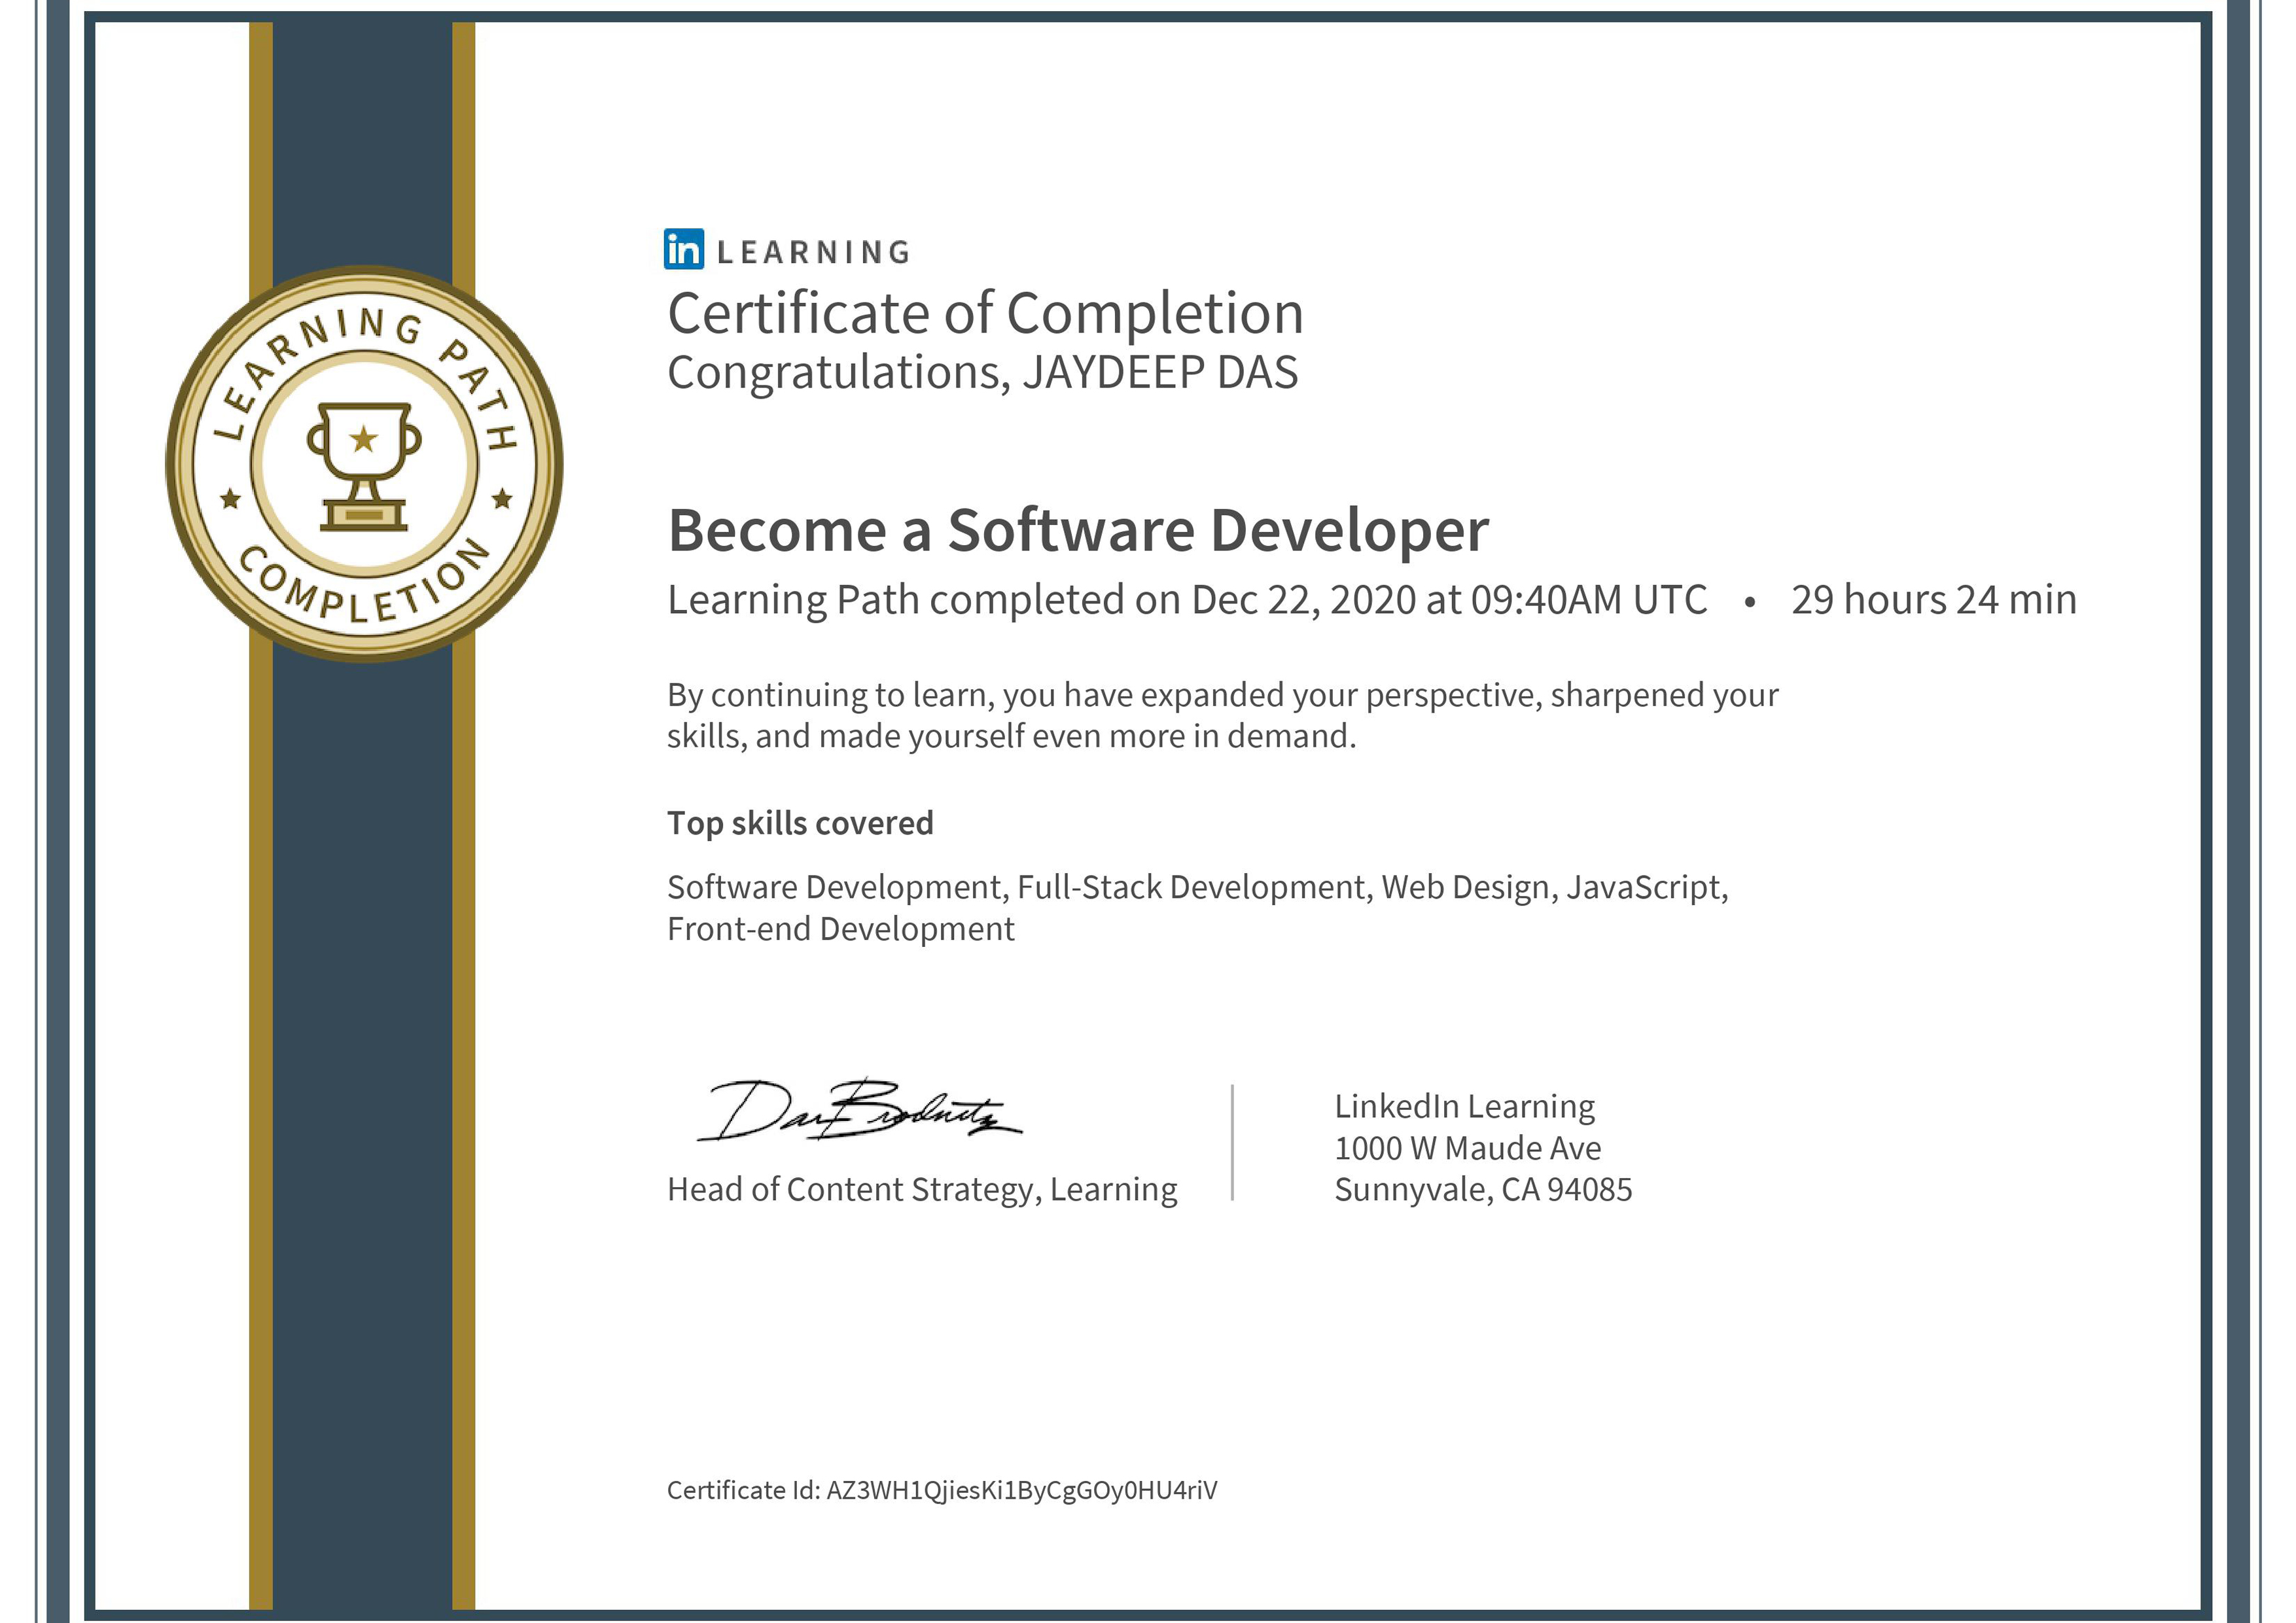 LEARNING PATH
COMPLETION
in LEARNING
Certificate of Completion
Congratulations, JAYDEEP DAS
Become a Software Developer
Learning Path completed on Dec 22, 2020 at 09:40AM UTC • 29 hours 24 min
By continuing to learn, you have expanded your perspective, sharpened your
skills, and made yourself even more in demand.
Top skills covered
Software Development, Full-Stack Development, Web Design, JavaScript,
Front-end Development
Dan Brodnitz
Head of Content Strategy, Learning
LinkedIn Learning
1000 W Maude Ave
Sunnyvale, CA 94085
Certificate Id: AZ3WH1QjiesKi1ByCgGOy0HU4riV